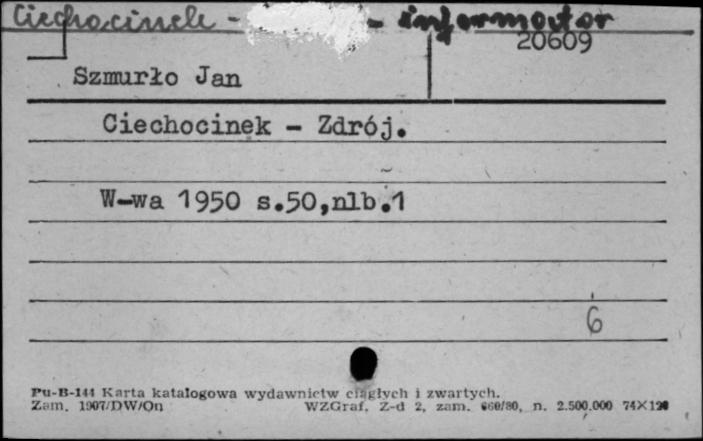 Ciechocinek - - informator
20609
Szmurło Jan
Ciechocinek - Zdrój.
W-wa 1950 s.50,nlb.1
6
Pu-B-144 Karta katalogowa wydawnictw ciągłych i zwartych.
Zam. 1907/DW/On WZGraf. Z-d 2, zam. 660/80, n. 2.500.000 74X124